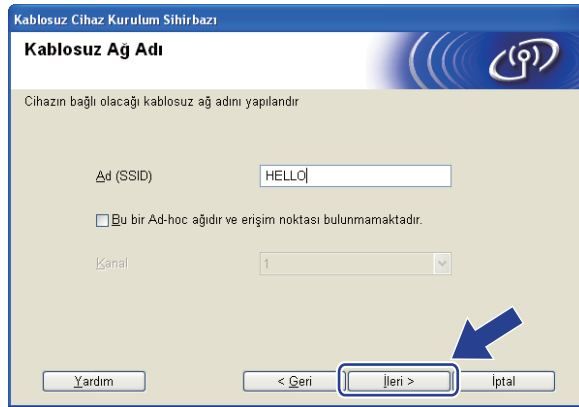 Kablosuz Cihaz Kurulum Sihirbazı
Kablosuz Ağ Adı
Cihazın bağlı olacağı kablosuz ağ adını yapılandır
Ad (SSID) HELLO
Bu bir Ad-hoc ağıdır ve erişim noktası bulunmamaktadır.
Kanal 1
Yardım < Geri İleri > İptal